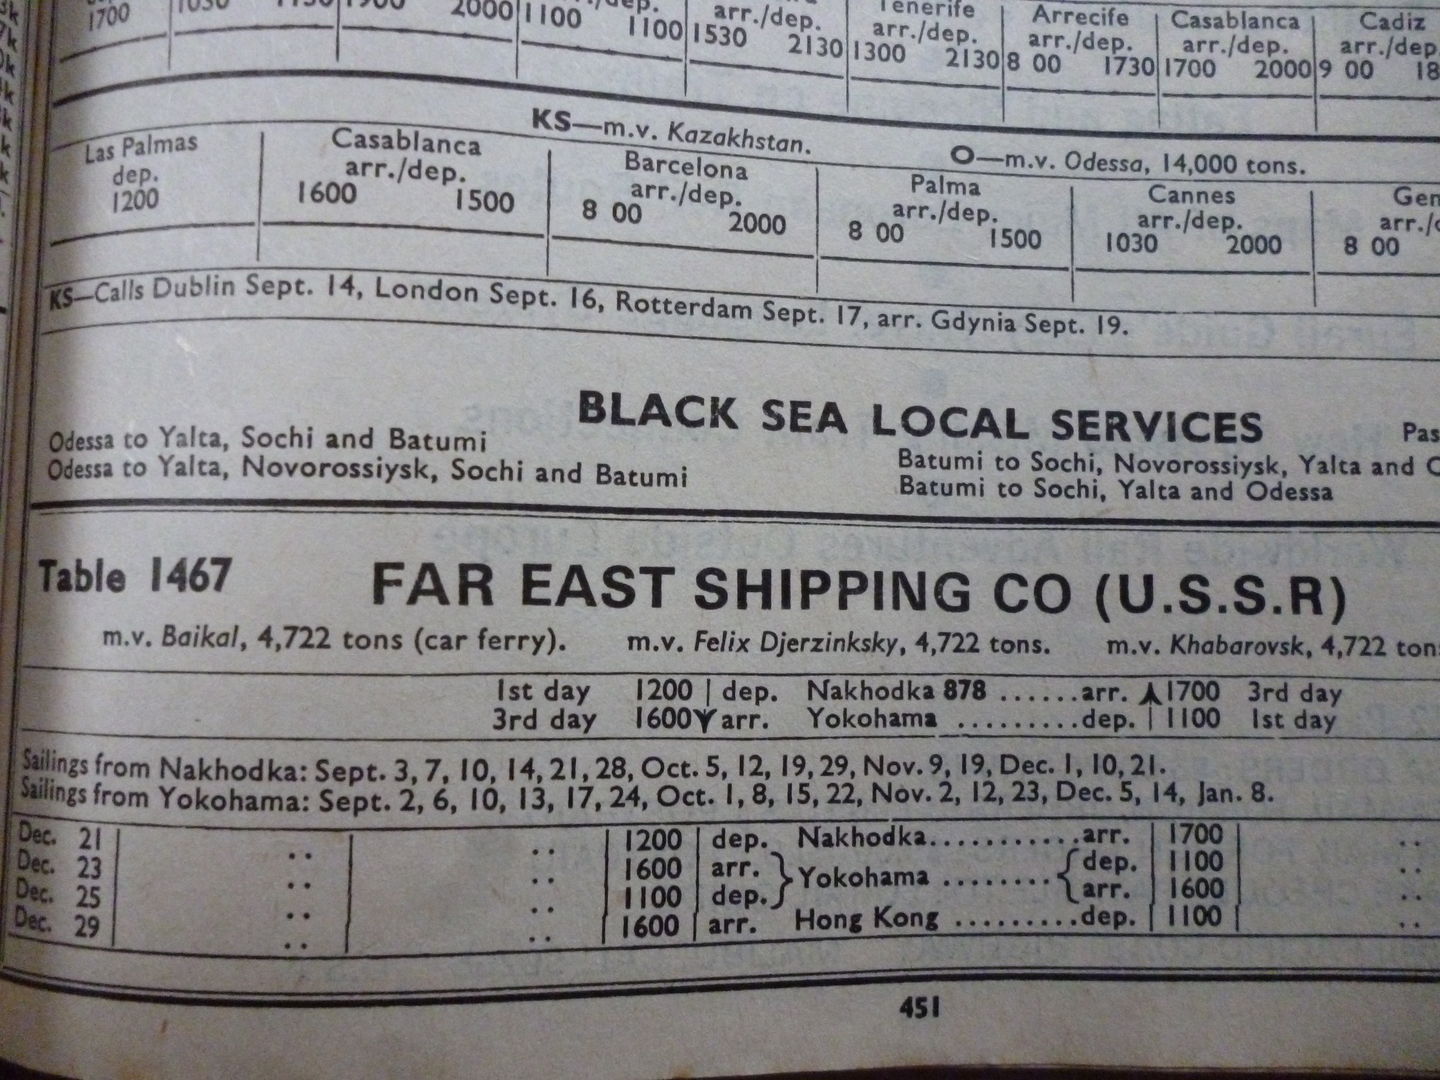 1700 1030 1130 1900 2000 1100 1100 arr./dep. 1530 2130 Tenerife arr./dep. 1300 2130 Arrecife arr./dep. 8 00 1730 Casablanca arr./dep. 1700 2000 Cadiz arr./dep. 9 00 18
KS—m.v. Kazakhstan. O—m.v. Odessa, 14,000 tons.
Las Palmas Casablanca Barcelona Palma Cannes Gen
dep. arr./dep. arr./dep. arr./dep. arr./dep. arr./
1200 1600 1500 8 00 2000 8 00 1500 1030 2000 8 00
KS—Calls Dublin Sept. 14, London Sept. 16, Rotterdam Sept. 17, arr. Gdynia Sept. 19.
BLACK SEA LOCAL SERVICES
Odessa to Yalta, Sochi and Batumi Pas
Odessa to Yalta, Novorossiysk, Sochi and Batumi Batumi to Sochi, Novorossiysk, Yalta and O
Batumi to Sochi, Yalta and Odessa
Table 1467 FAR EAST SHIPPING CO (U.S.S.R)
m.v. Baikal, 4,722 tons (car ferry). m.v. Felix Djerzinksky, 4,722 tons. m.v. Khabarovsk, 4,722 ton
1st day 1200 dep. Nakhodka 878 ......arr. 1700 3rd day
3rd day 1600 arr. Yokohama .........dep. 1100 1st day
Sailings from Nakhodka: Sept. 3, 7, 10, 14, 21, 28, Oct. 5, 12, 19, 29, Nov. 9, 19, Dec. 1, 10, 21.
Sailings from Yokohama: Sept. 2, 6, 10, 13, 17, 24, Oct. 1, 8, 15, 22, Nov. 2, 12, 23, Dec. 5, 14, Jan. 8.
Dec. 21 .. .. 1200 dep. Nakhodka...........arr. 1700 ..
Dec. 23 .. .. 1600 arr. } Yokohama ........{ dep. 1100 ..
Dec. 25 .. .. 1100 dep. } { arr. 1600 ..
Dec. 29 .. .. 1600 arr. Hong Kong .........dep. 1100 ..
451